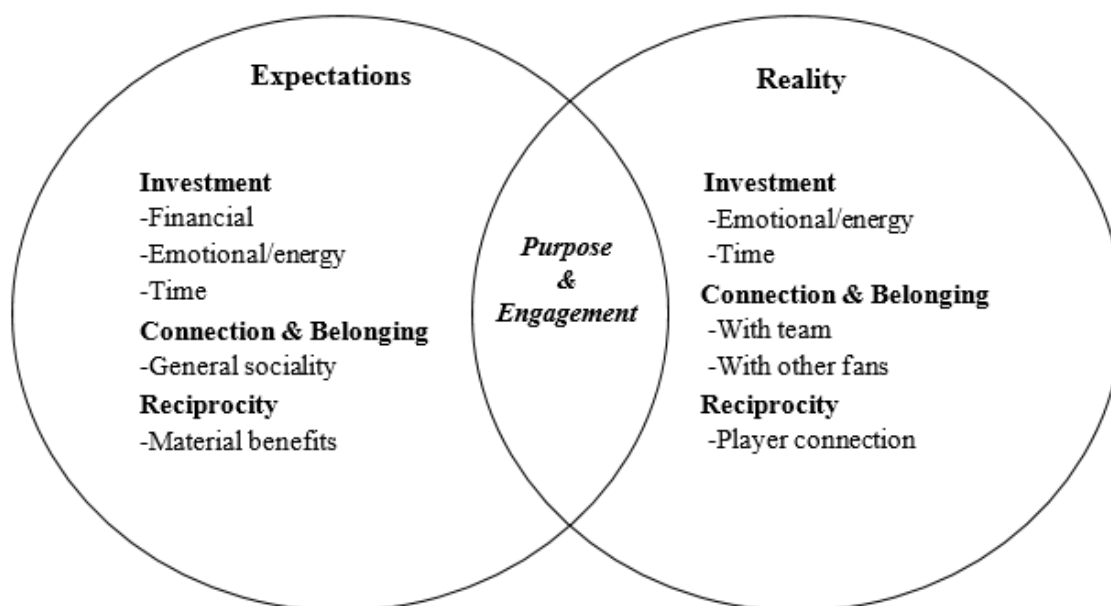 Expectations
Investment
-Financial
-Emotional/energy
-Time
Connection & Belonging
-General sociality
Reciprocity
-Material benefits
Purpose
&
Engagement
Reality
Investment
-Emotional/energy
-Time
Connection & Belonging
-With team
-With other fans
Reciprocity
-Player connection